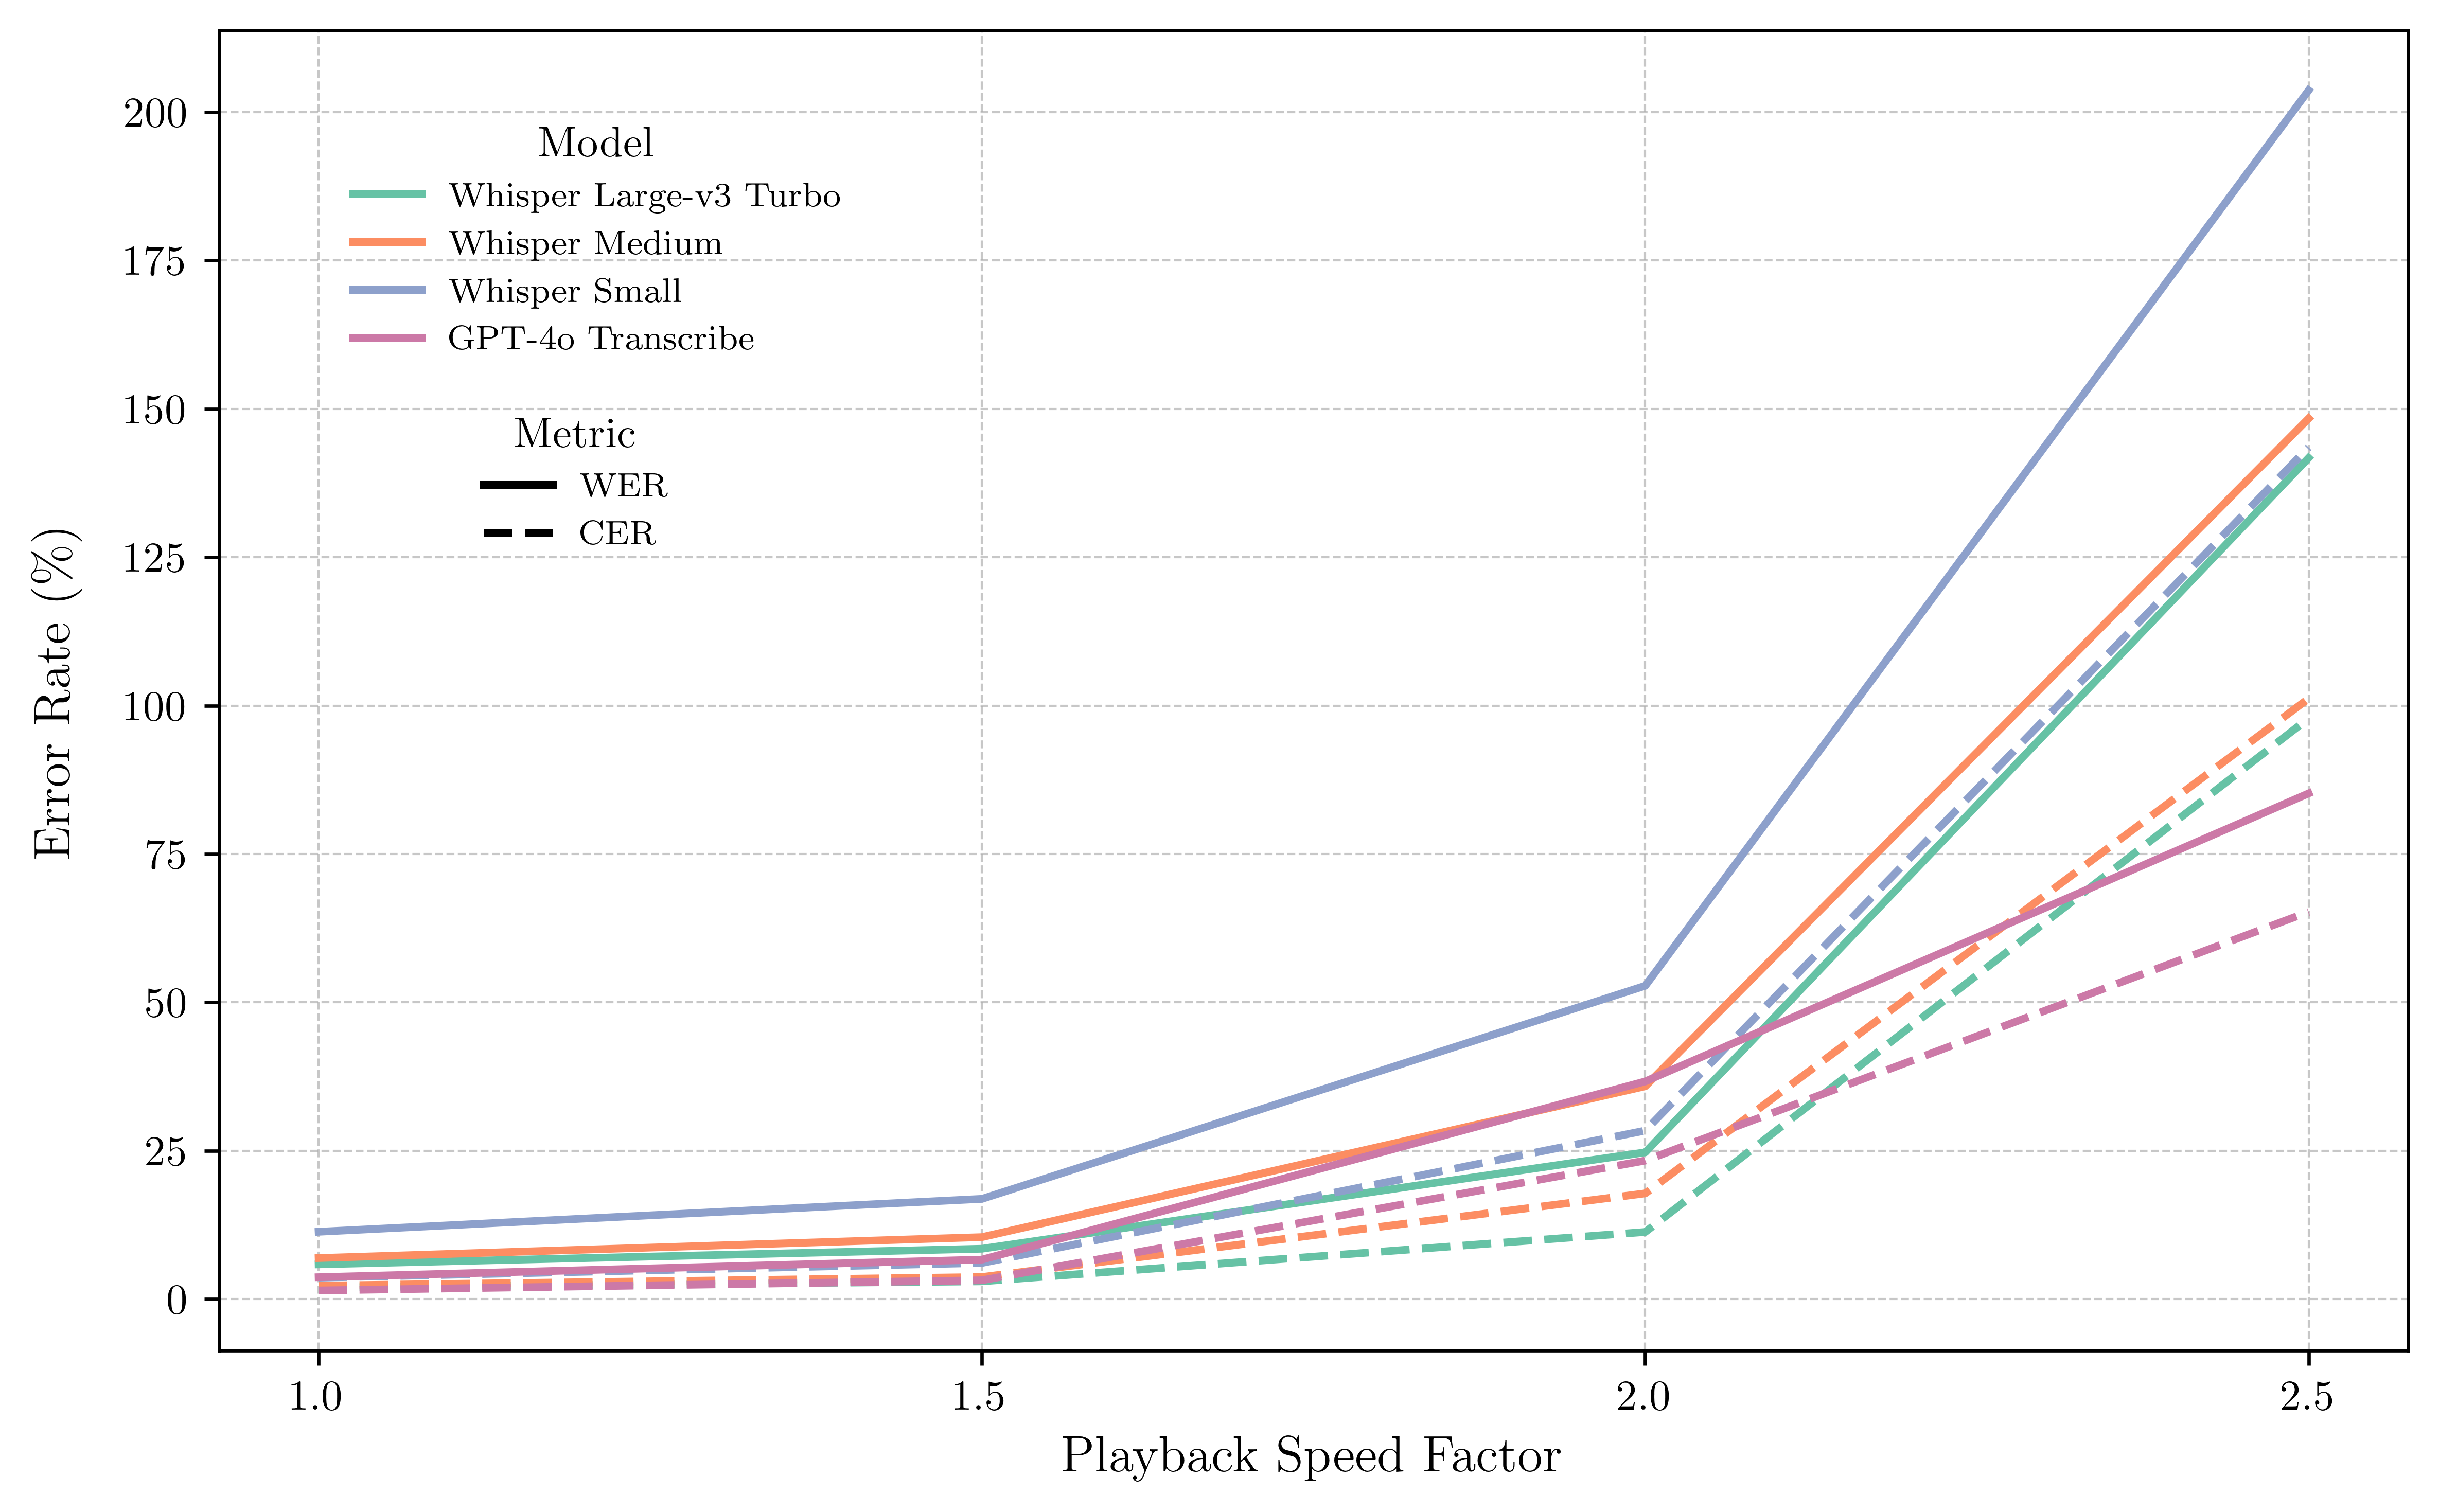 Error Rate (%)
200
175
150
125
100
75
50
25
0
Model
Whisper Large-v3 Turbo
Whisper Medium
Whisper Small
GPT-4o Transcribe
Metric
WER
CER
1.0 1.5 2.0 2.5
Playback Speed Factor